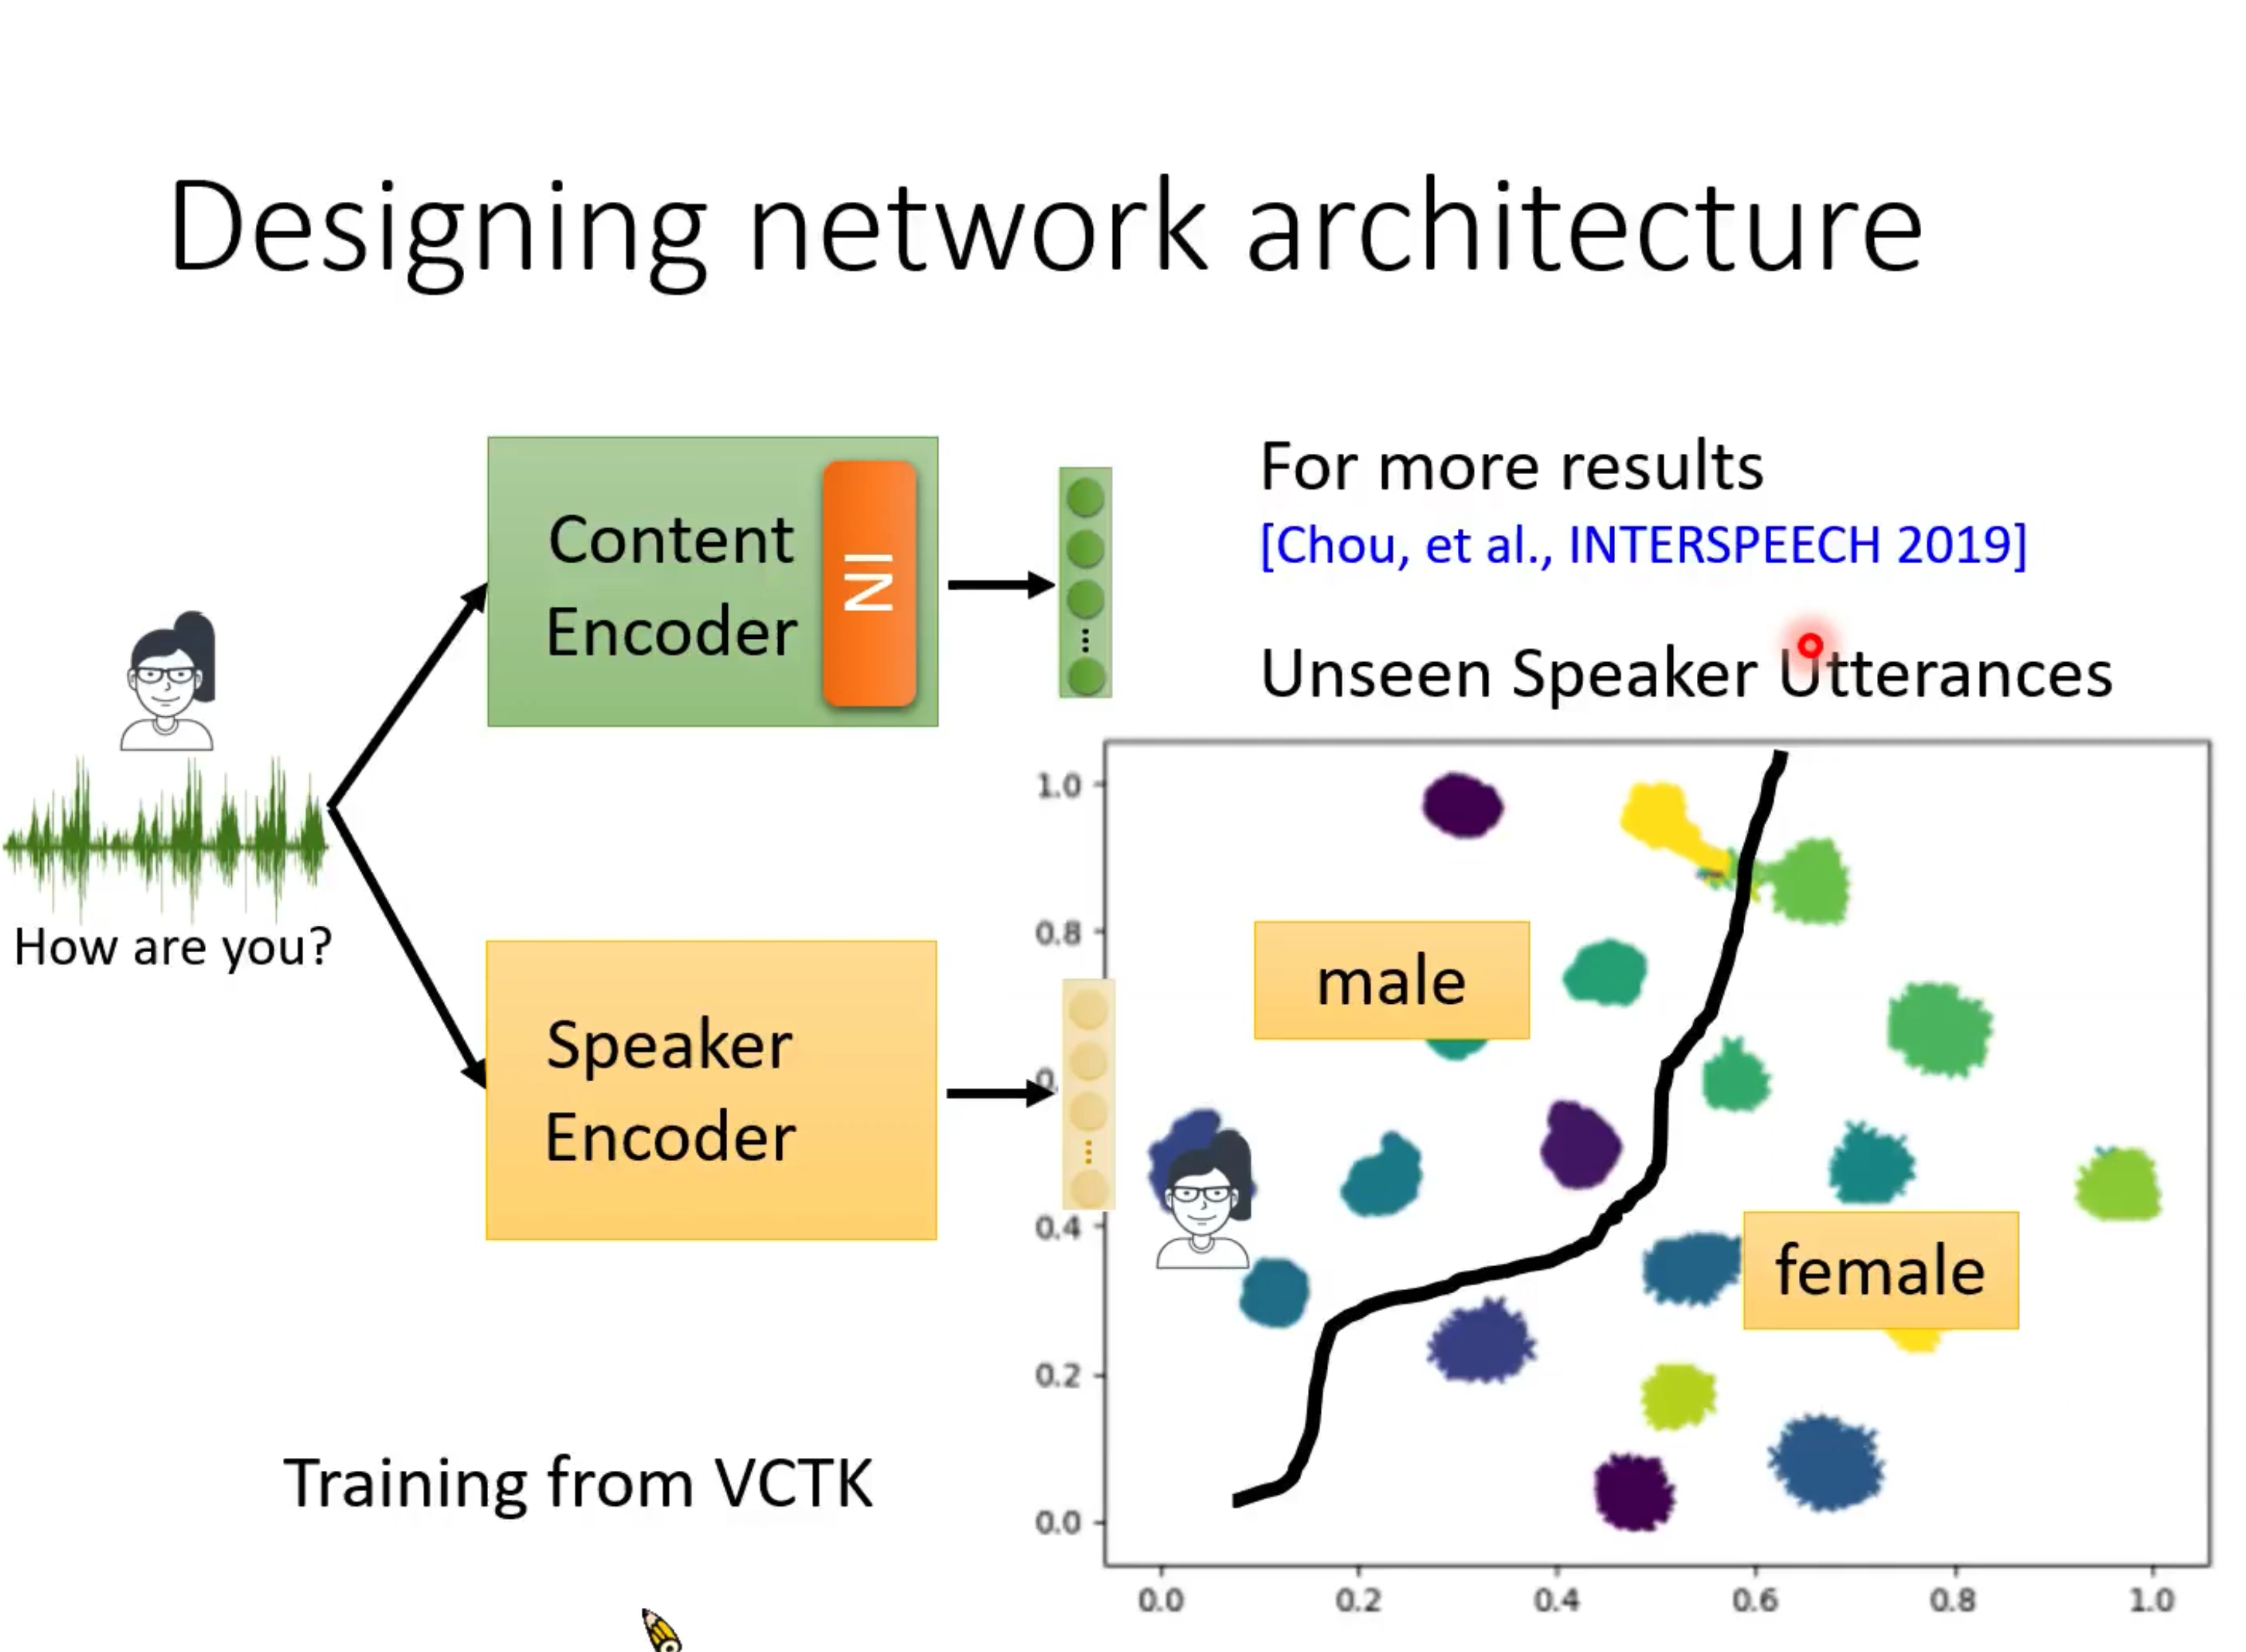 Designing network architecture
Content
Encoder
IN
For more results
[Chou, et al., INTERSPEECH 2019]
Unseen Speaker Utterances
How are you?
Speaker
Encoder
Training from VCTK
male
female
1.0
0.8
0.
0.4
0.2
0.0
0.0 0.2 0.4 0.6 0.8 1.0